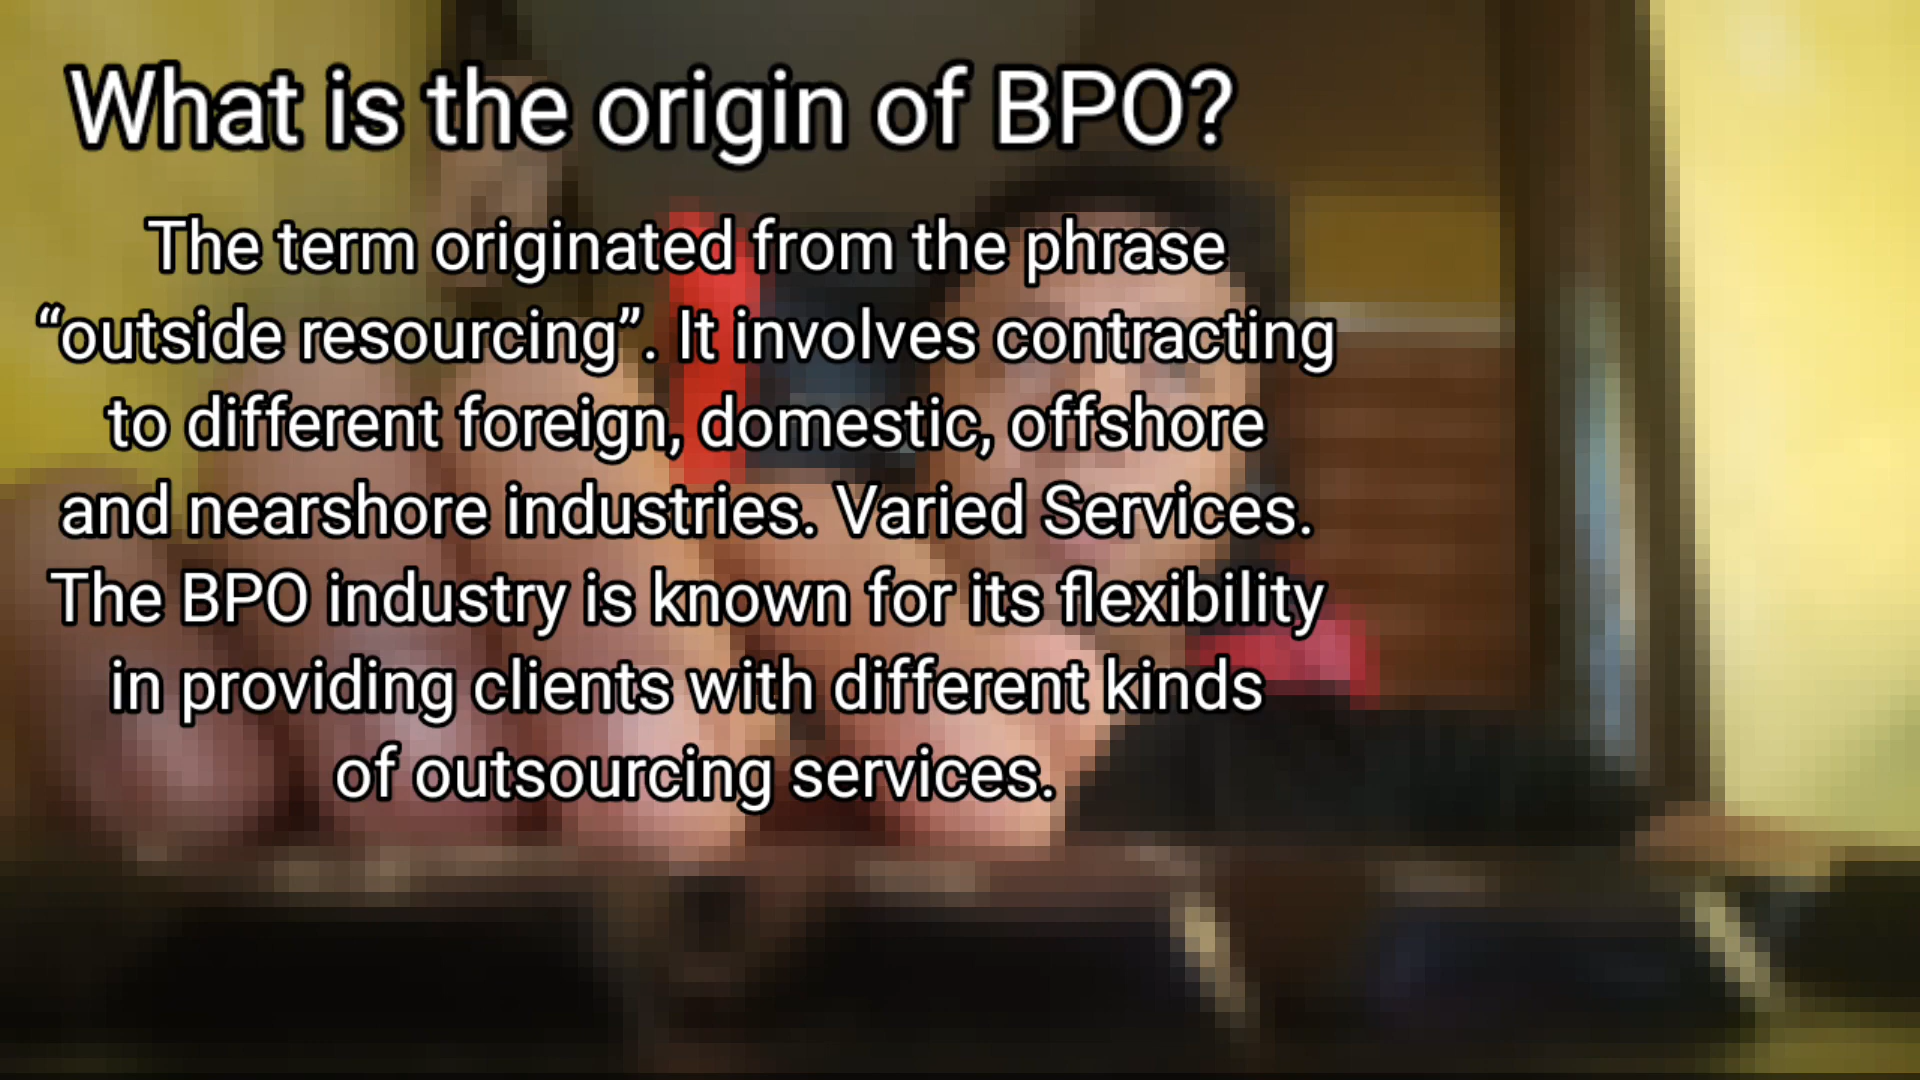 What is the origin of BPO?
The term originated from the phrase
“outside resourcing”. It involves contracting
to different foreign, domestic, offshore
and nearshore industries. Varied Services.
The BPO industry is known for its flexibility
in providing clients with different kinds
of outsourcing services.